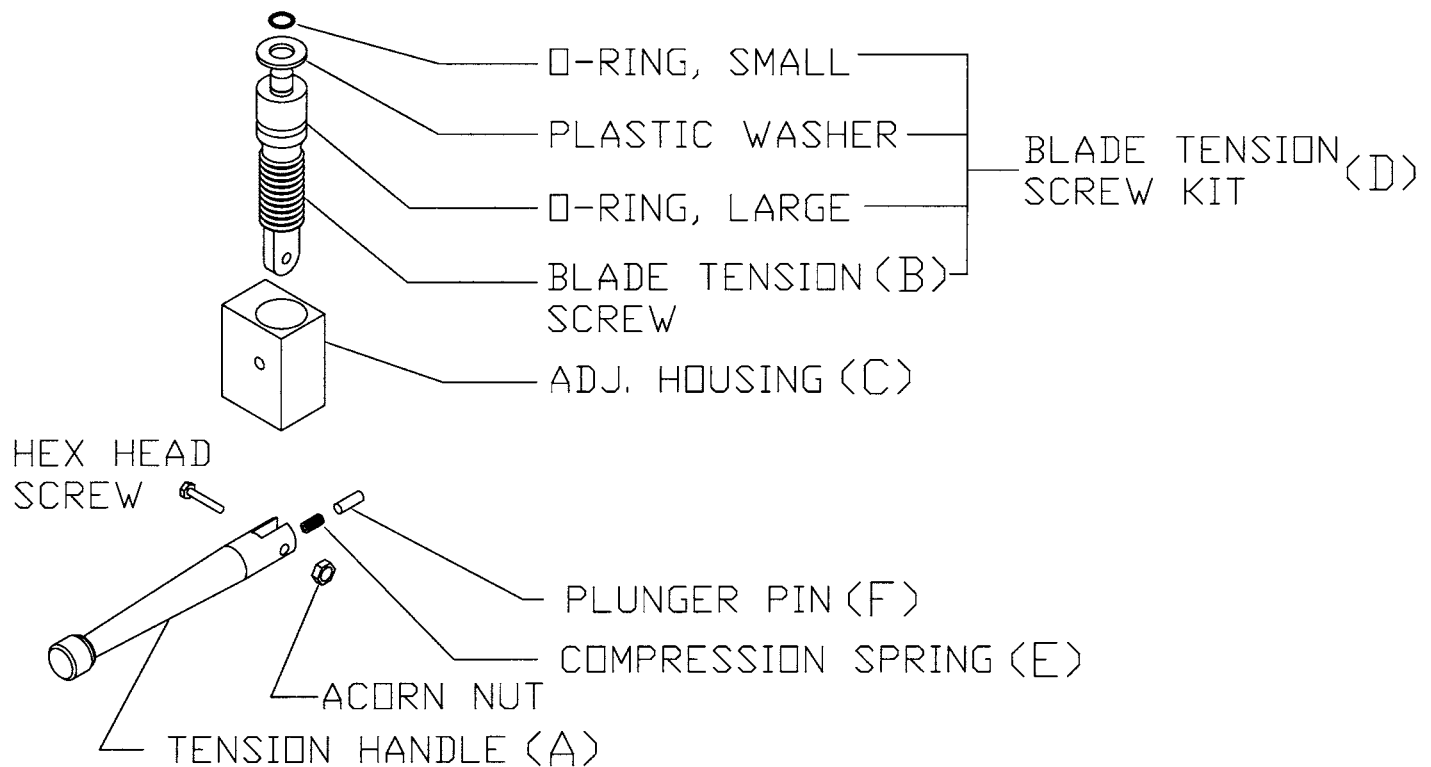 O-RING, SMALL
PLASTIC WASHER
O-RING, LARGE
BLADE TENSION (B)
SCREW
BLADE TENSION (D)
SCREW KIT
ADJ. HOUSING (C)
HEX HEAD
SCREW
PLUNGER PIN (F)
COMPRESSION SPRING (E)
ACORN NUT
TENSION HANDLE (A)